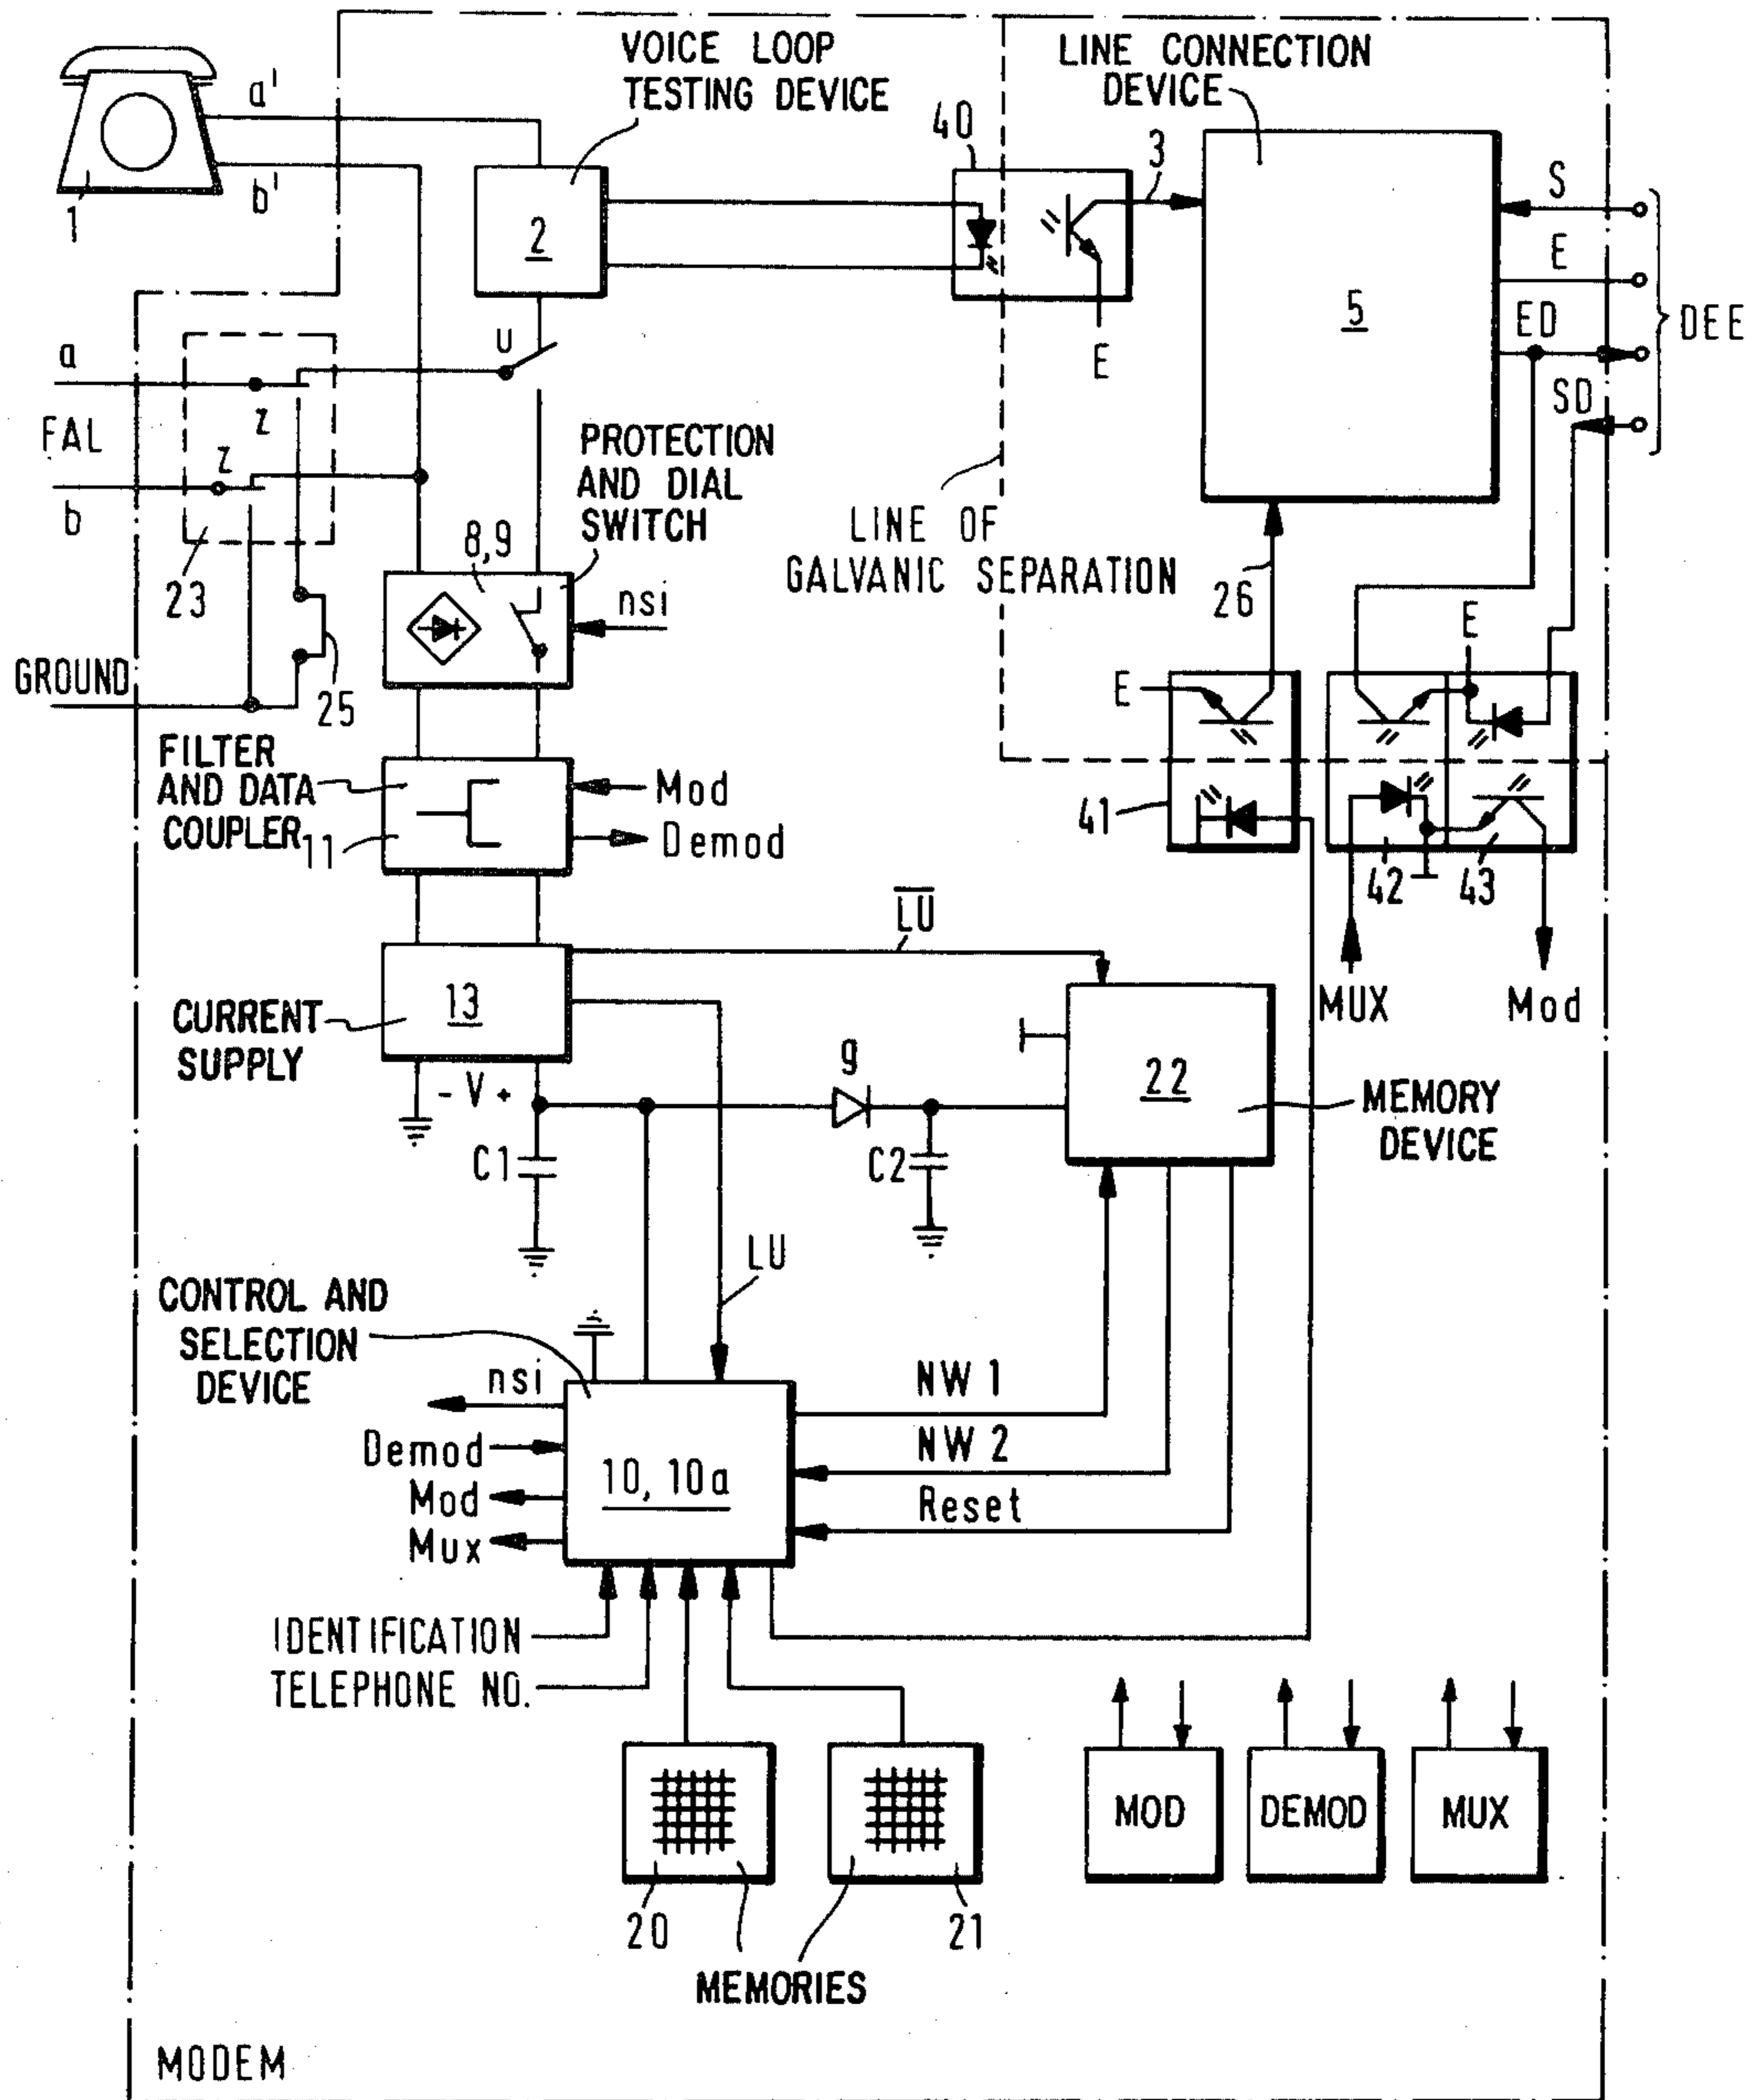 VOICE LOOP
TESTING DEVICE
LINE CONNECTION
DEVICE
a'
b'
1
2
40
3
5
S
E
ED
SD
DEE
E
u
a
z
FAL
z
b
23
25
GROUND
PROTECTION
AND DIAL
SWITCH
8,9
nsi
LINE OF
GALVANIC SEPARATION
26
E
E
41
42
43
MUX
Mod
FILTER
AND DATA
COUPLER
11
Mod
Demod
L̅U̅
CURRENT
SUPPLY
13
- V +
C1
g
C2
22
MEMORY
DEVICE
LU
CONTROL AND
SELECTION
DEVICE
nsi
Demod
Mod
Mux
10, 10a
NW 1
NW 2
Reset
IDENTIFICATION
TELEPHONE NO.
20
21
MEMORIES
MOD
DEMOD
MUX
MODEM